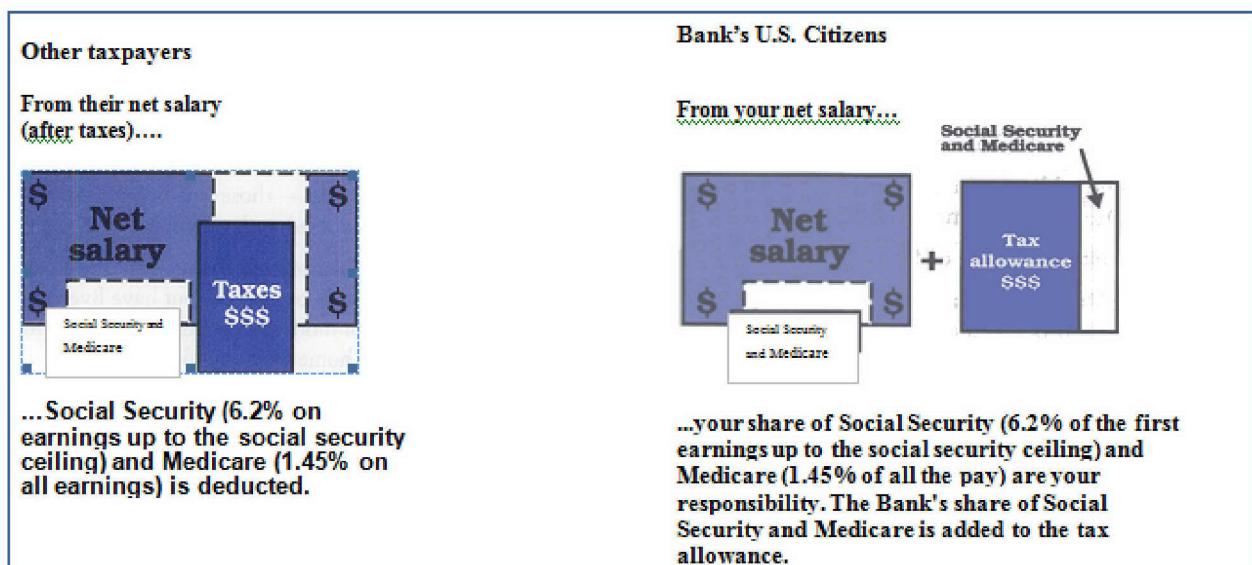 Other taxpayers
From their net salary
(after taxes)….
$ $
Net
salary
Taxes
$$$
$ $
Social Security and
Medicare
...Social Security (6.2% on
earnings up to the social security
ceiling) and Medicare (1.45% on
all earnings) is deducted.
Bank's U.S. Citizens
From your net salary…
Social Security
and Medicare
$ $
Net
salary
$ $
Social Security
and Medicare
+
Tax
allowance
$$$
...your share of Social Security (6.2% of the first
earnings up to the social security ceiling) and
Medicare (1.45% of all the pay) are your
responsibility. The Bank's share of Social
Security and Medicare is added to the tax
allowance.